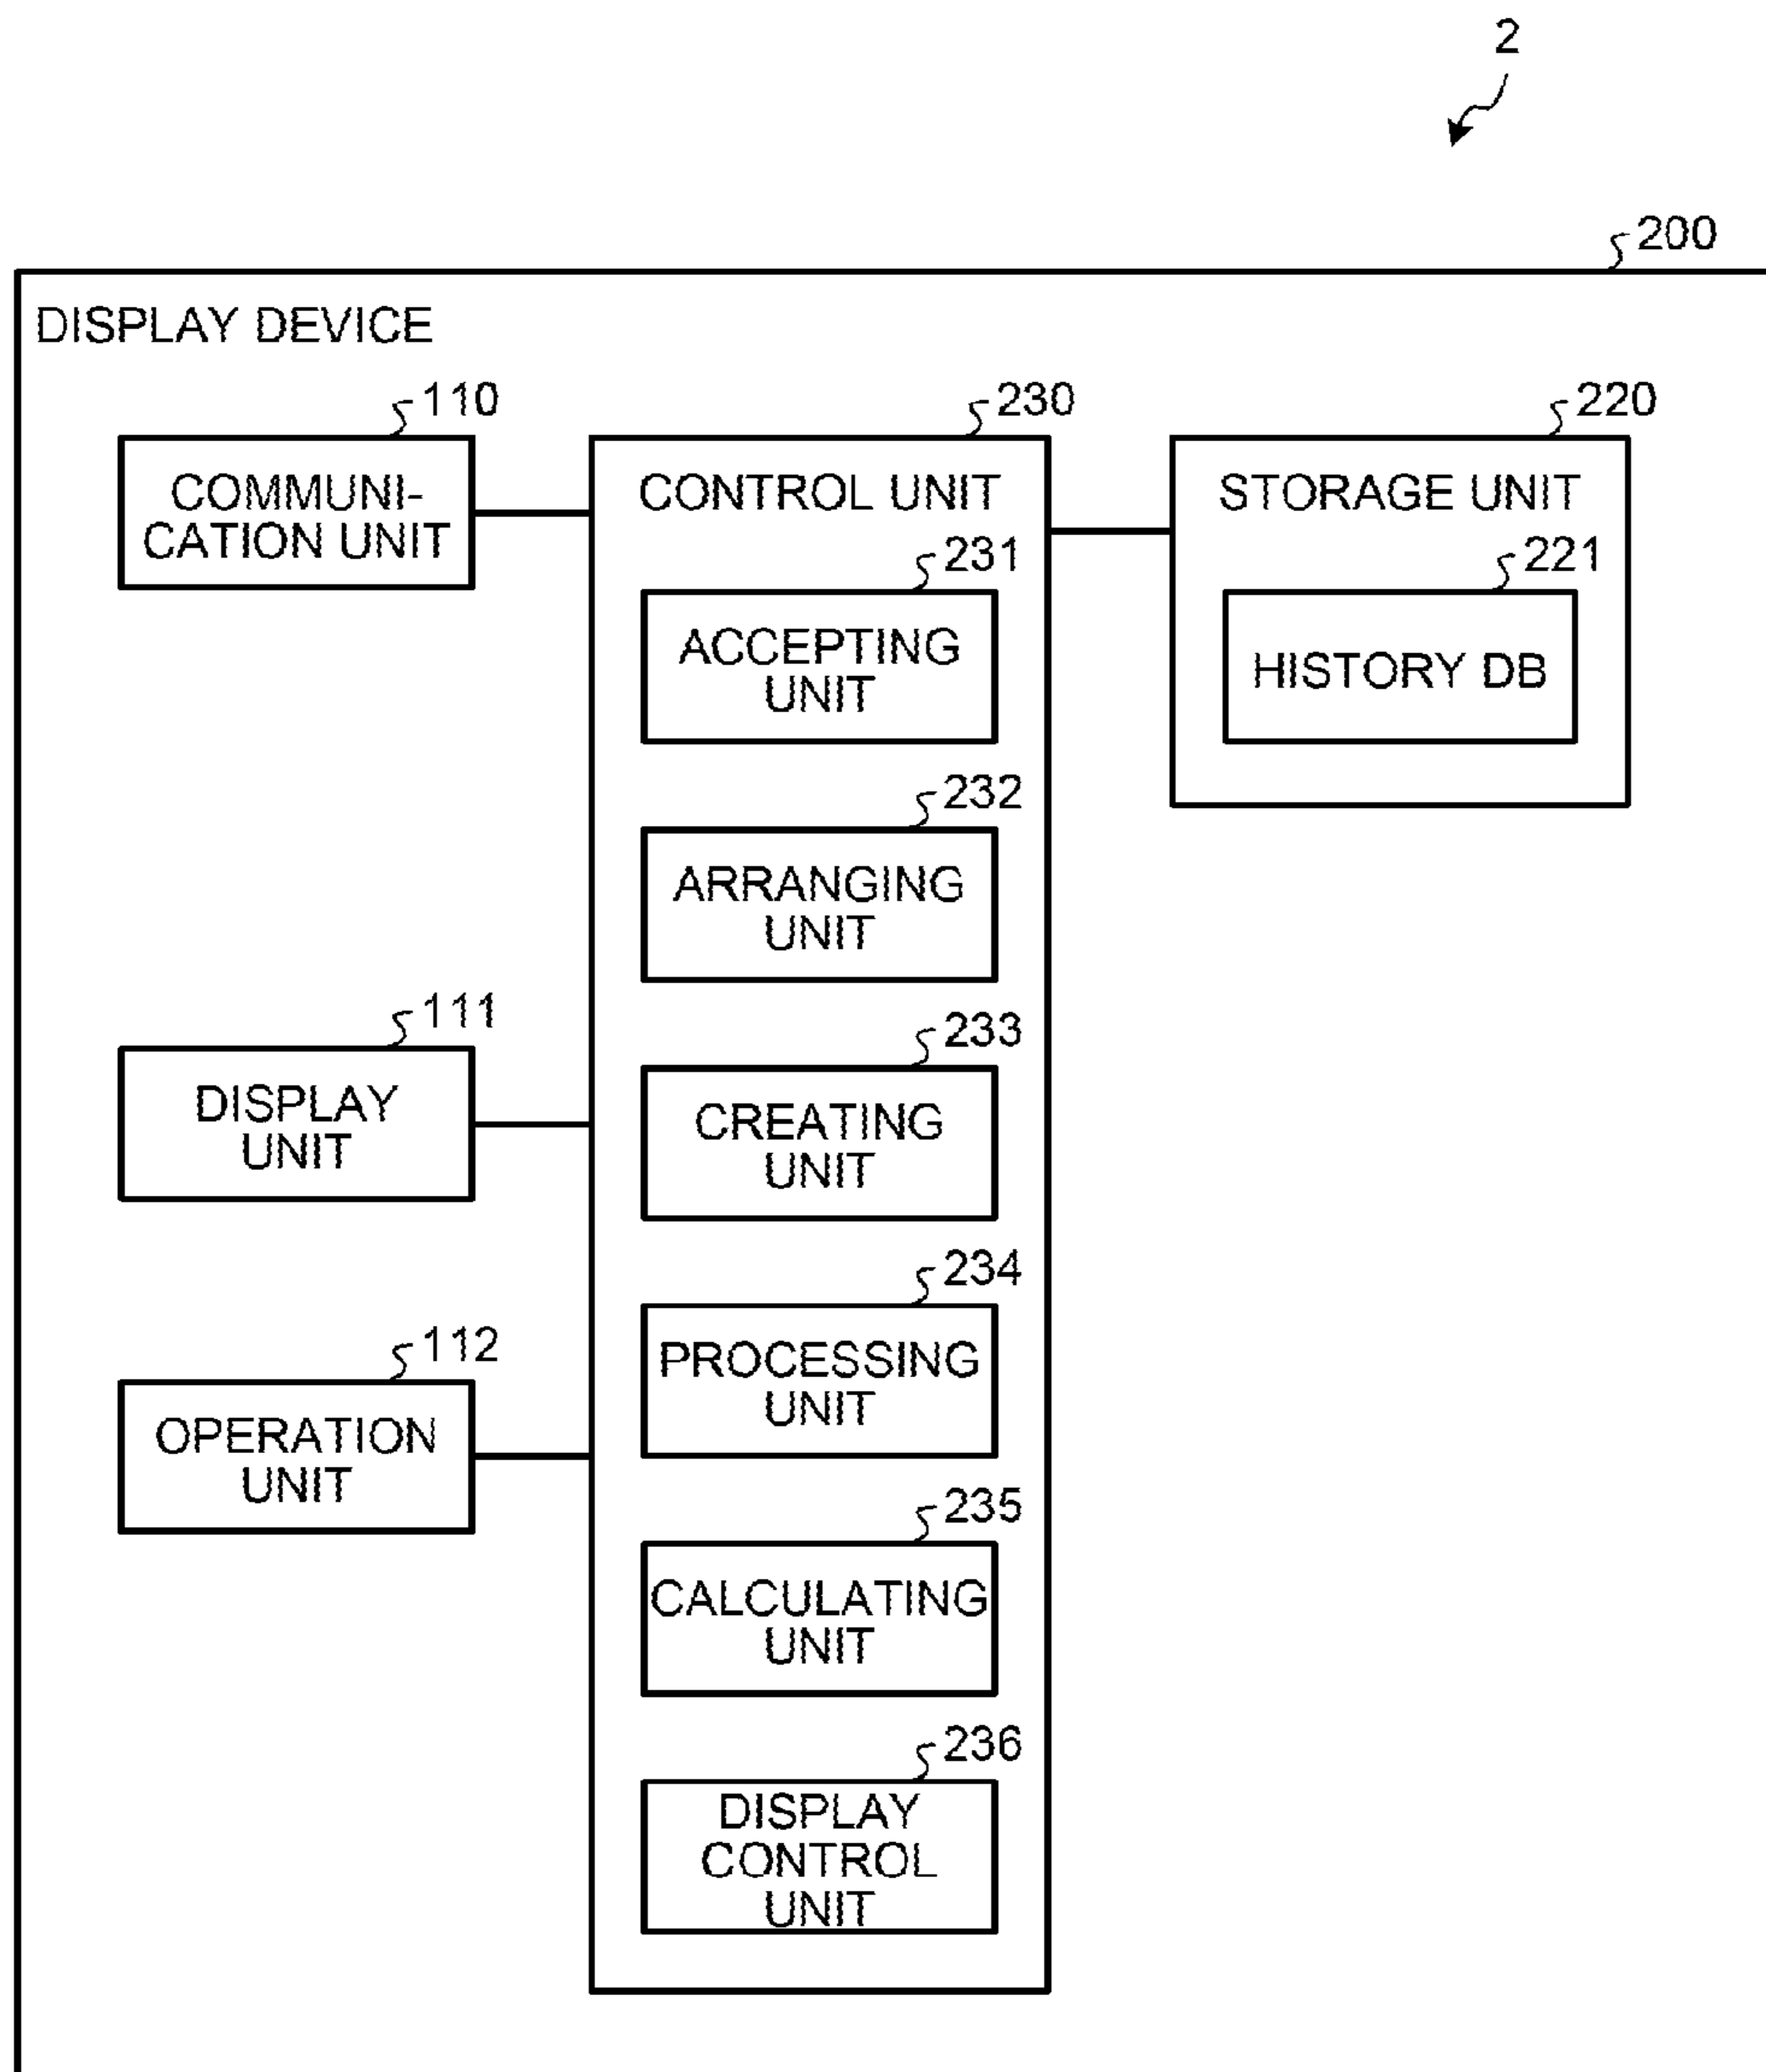 2
200
DISPLAY DEVICE
110
COMMUNI-
CATION UNIT
230
CONTROL UNIT
220
STORAGE UNIT
231
ACCEPTING
UNIT
221
HISTORY DB
232
ARRANGING
UNIT
111
DISPLAY
UNIT
233
CREATING
UNIT
234
PROCESSING
UNIT
112
OPERATION
UNIT
235
CALCULATING
UNIT
236
DISPLAY
CONTROL
UNIT